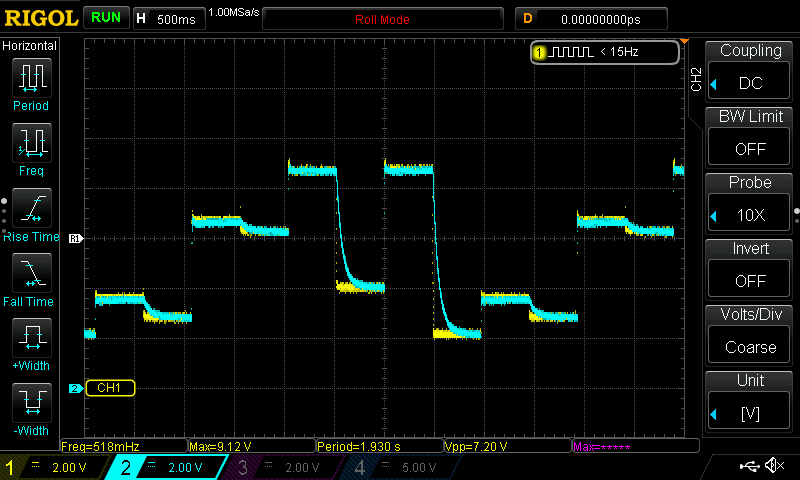 RIGOL RUN H 500ms 1.00MSa/s Roll Mode D 0.00000000ps
Horizontal
Period
Freq
Rise Time
Fall Time
+Width
-Width
1 < 15Hz
R1
2 CH1
CH2
Coupling
DC
BW Limit
OFF
Probe
10X
Invert
OFF
Volts/Div
Coarse
Unit
[V]
Freq=518mHz Max=9.12 V Period=1.930 s Vpp=7.20 V Max=*****
1 2.00 V 2 2.00 V 3 2.00 V 4 5.00 V